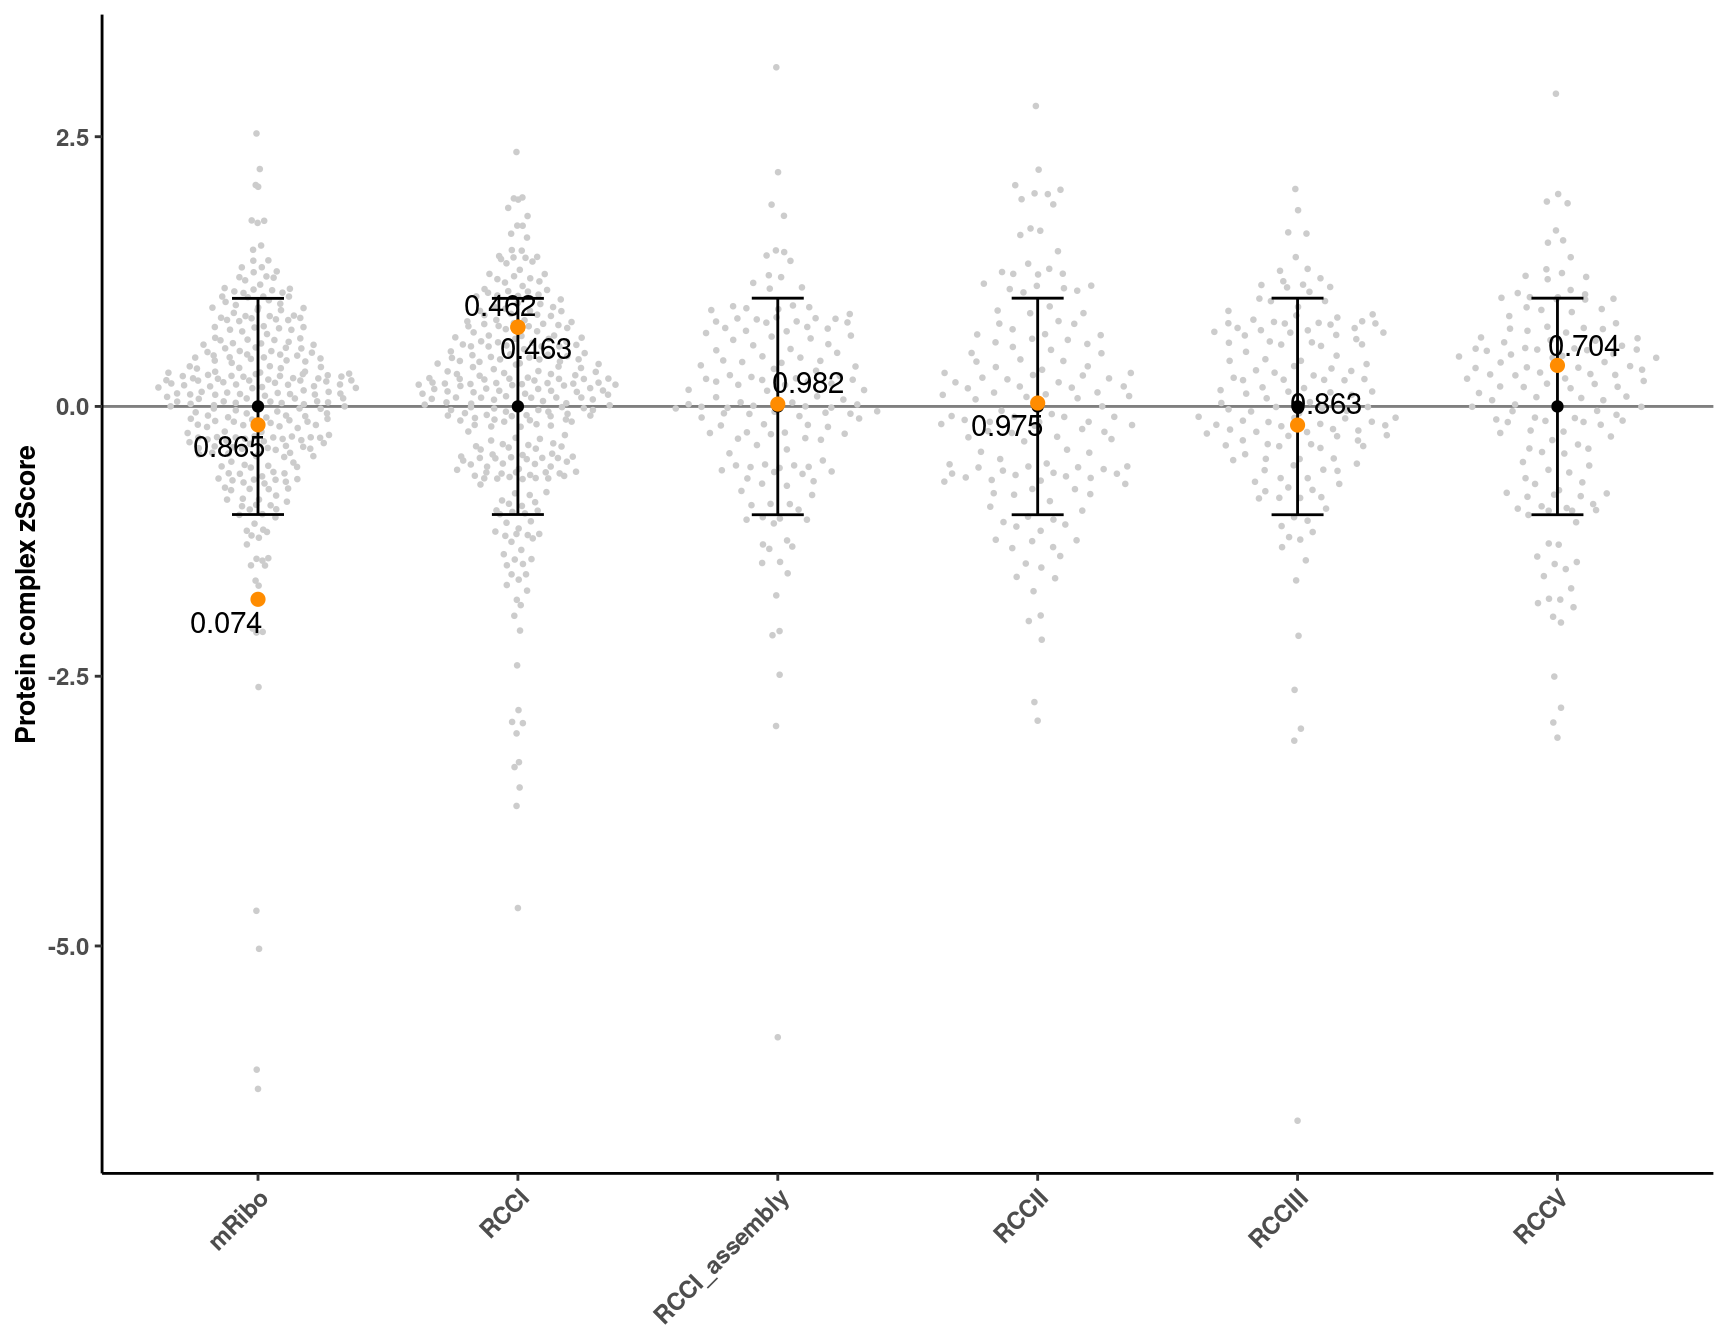 Protein complex zScore
2.5
0.0
-2.5
-5.0
0.462
0.463
0.704
0.982
0.863
0.975
0.865
0.074
mRibo
RCCI
RCCI_assembly
RCCII
RCCIII
RCCV